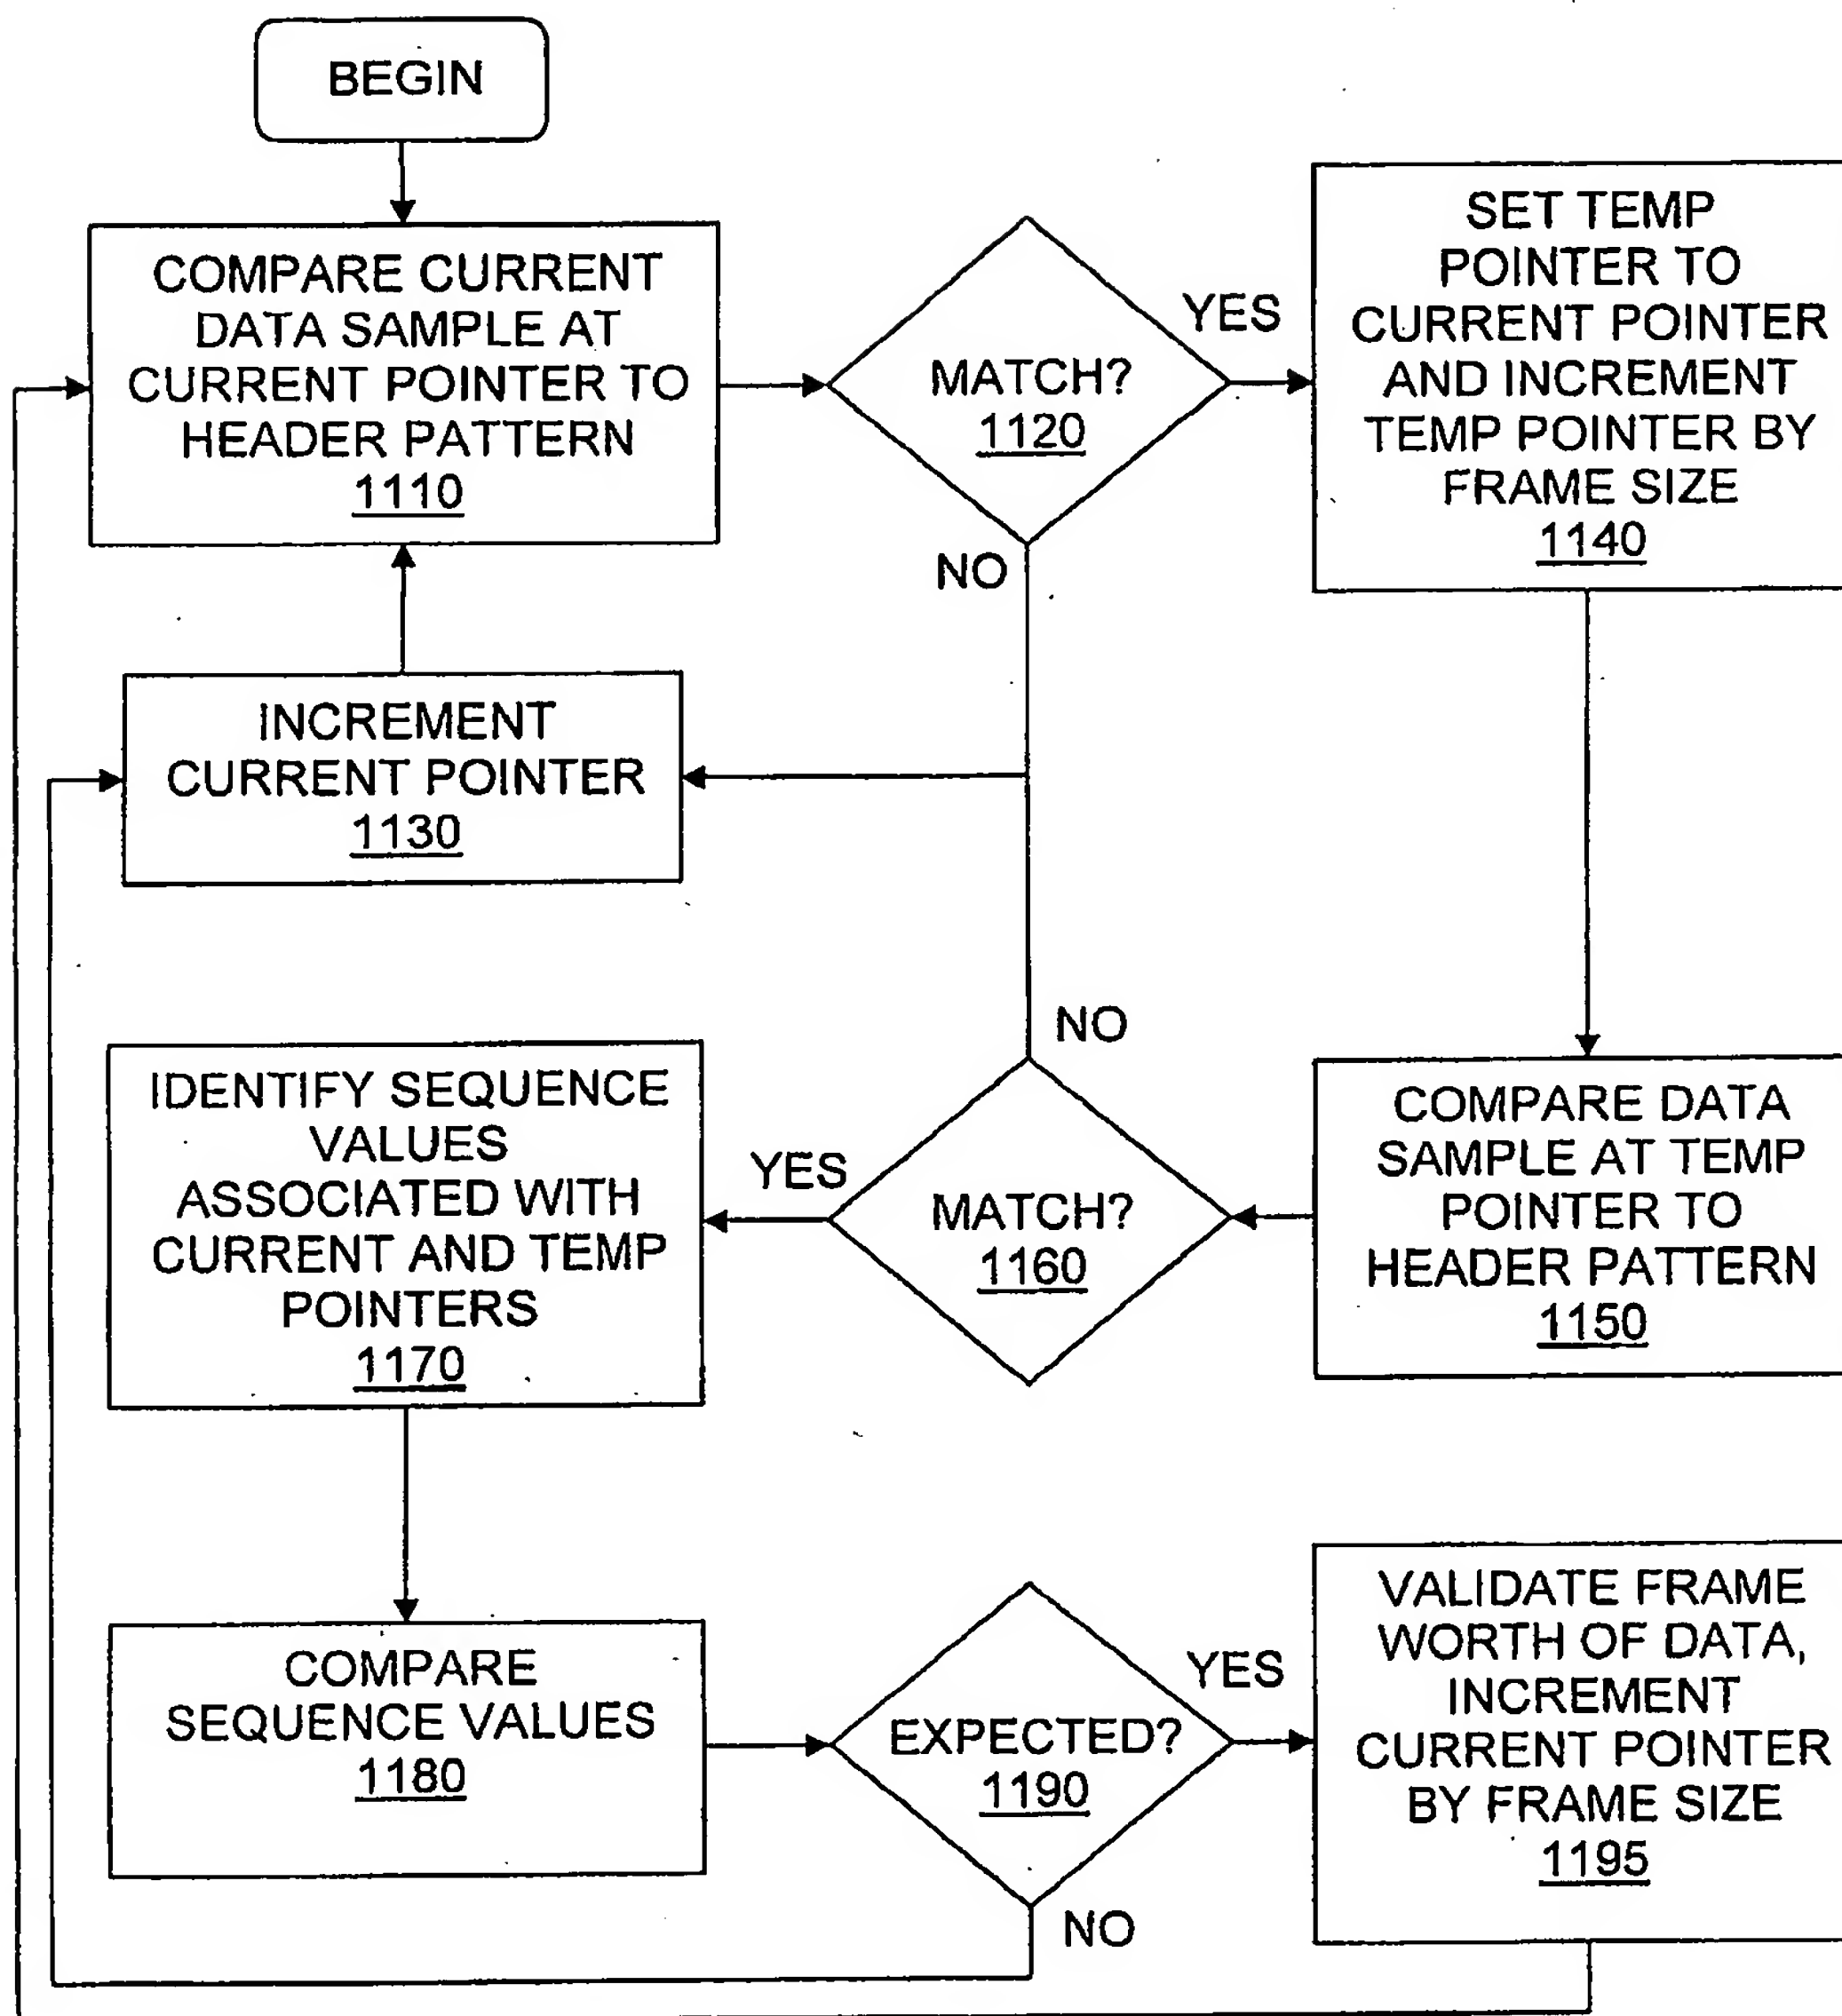 BEGIN
COMPARE CURRENT
DATA SAMPLE AT
CURRENT POINTER TO
HEADER PATTERN
1110
MATCH?
1120
YES
NO
SET TEMP
POINTER TO
CURRENT POINTER
AND INCREMENT
TEMP POINTER BY
FRAME SIZE
1140
INCREMENT
CURRENT POINTER
1130
COMPARE DATA
SAMPLE AT TEMP
POINTER TO
HEADER PATTERN
1150
NO
YES
MATCH?
1160
IDENTIFY SEQUENCE
VALUES
ASSOCIATED WITH
CURRENT AND TEMP
POINTERS
1170
COMPARE
SEQUENCE VALUES
1180
EXPECTED?
1190
YES
NO
VALIDATE FRAME
WORTH OF DATA,
INCREMENT
CURRENT POINTER
BY FRAME SIZE
1195